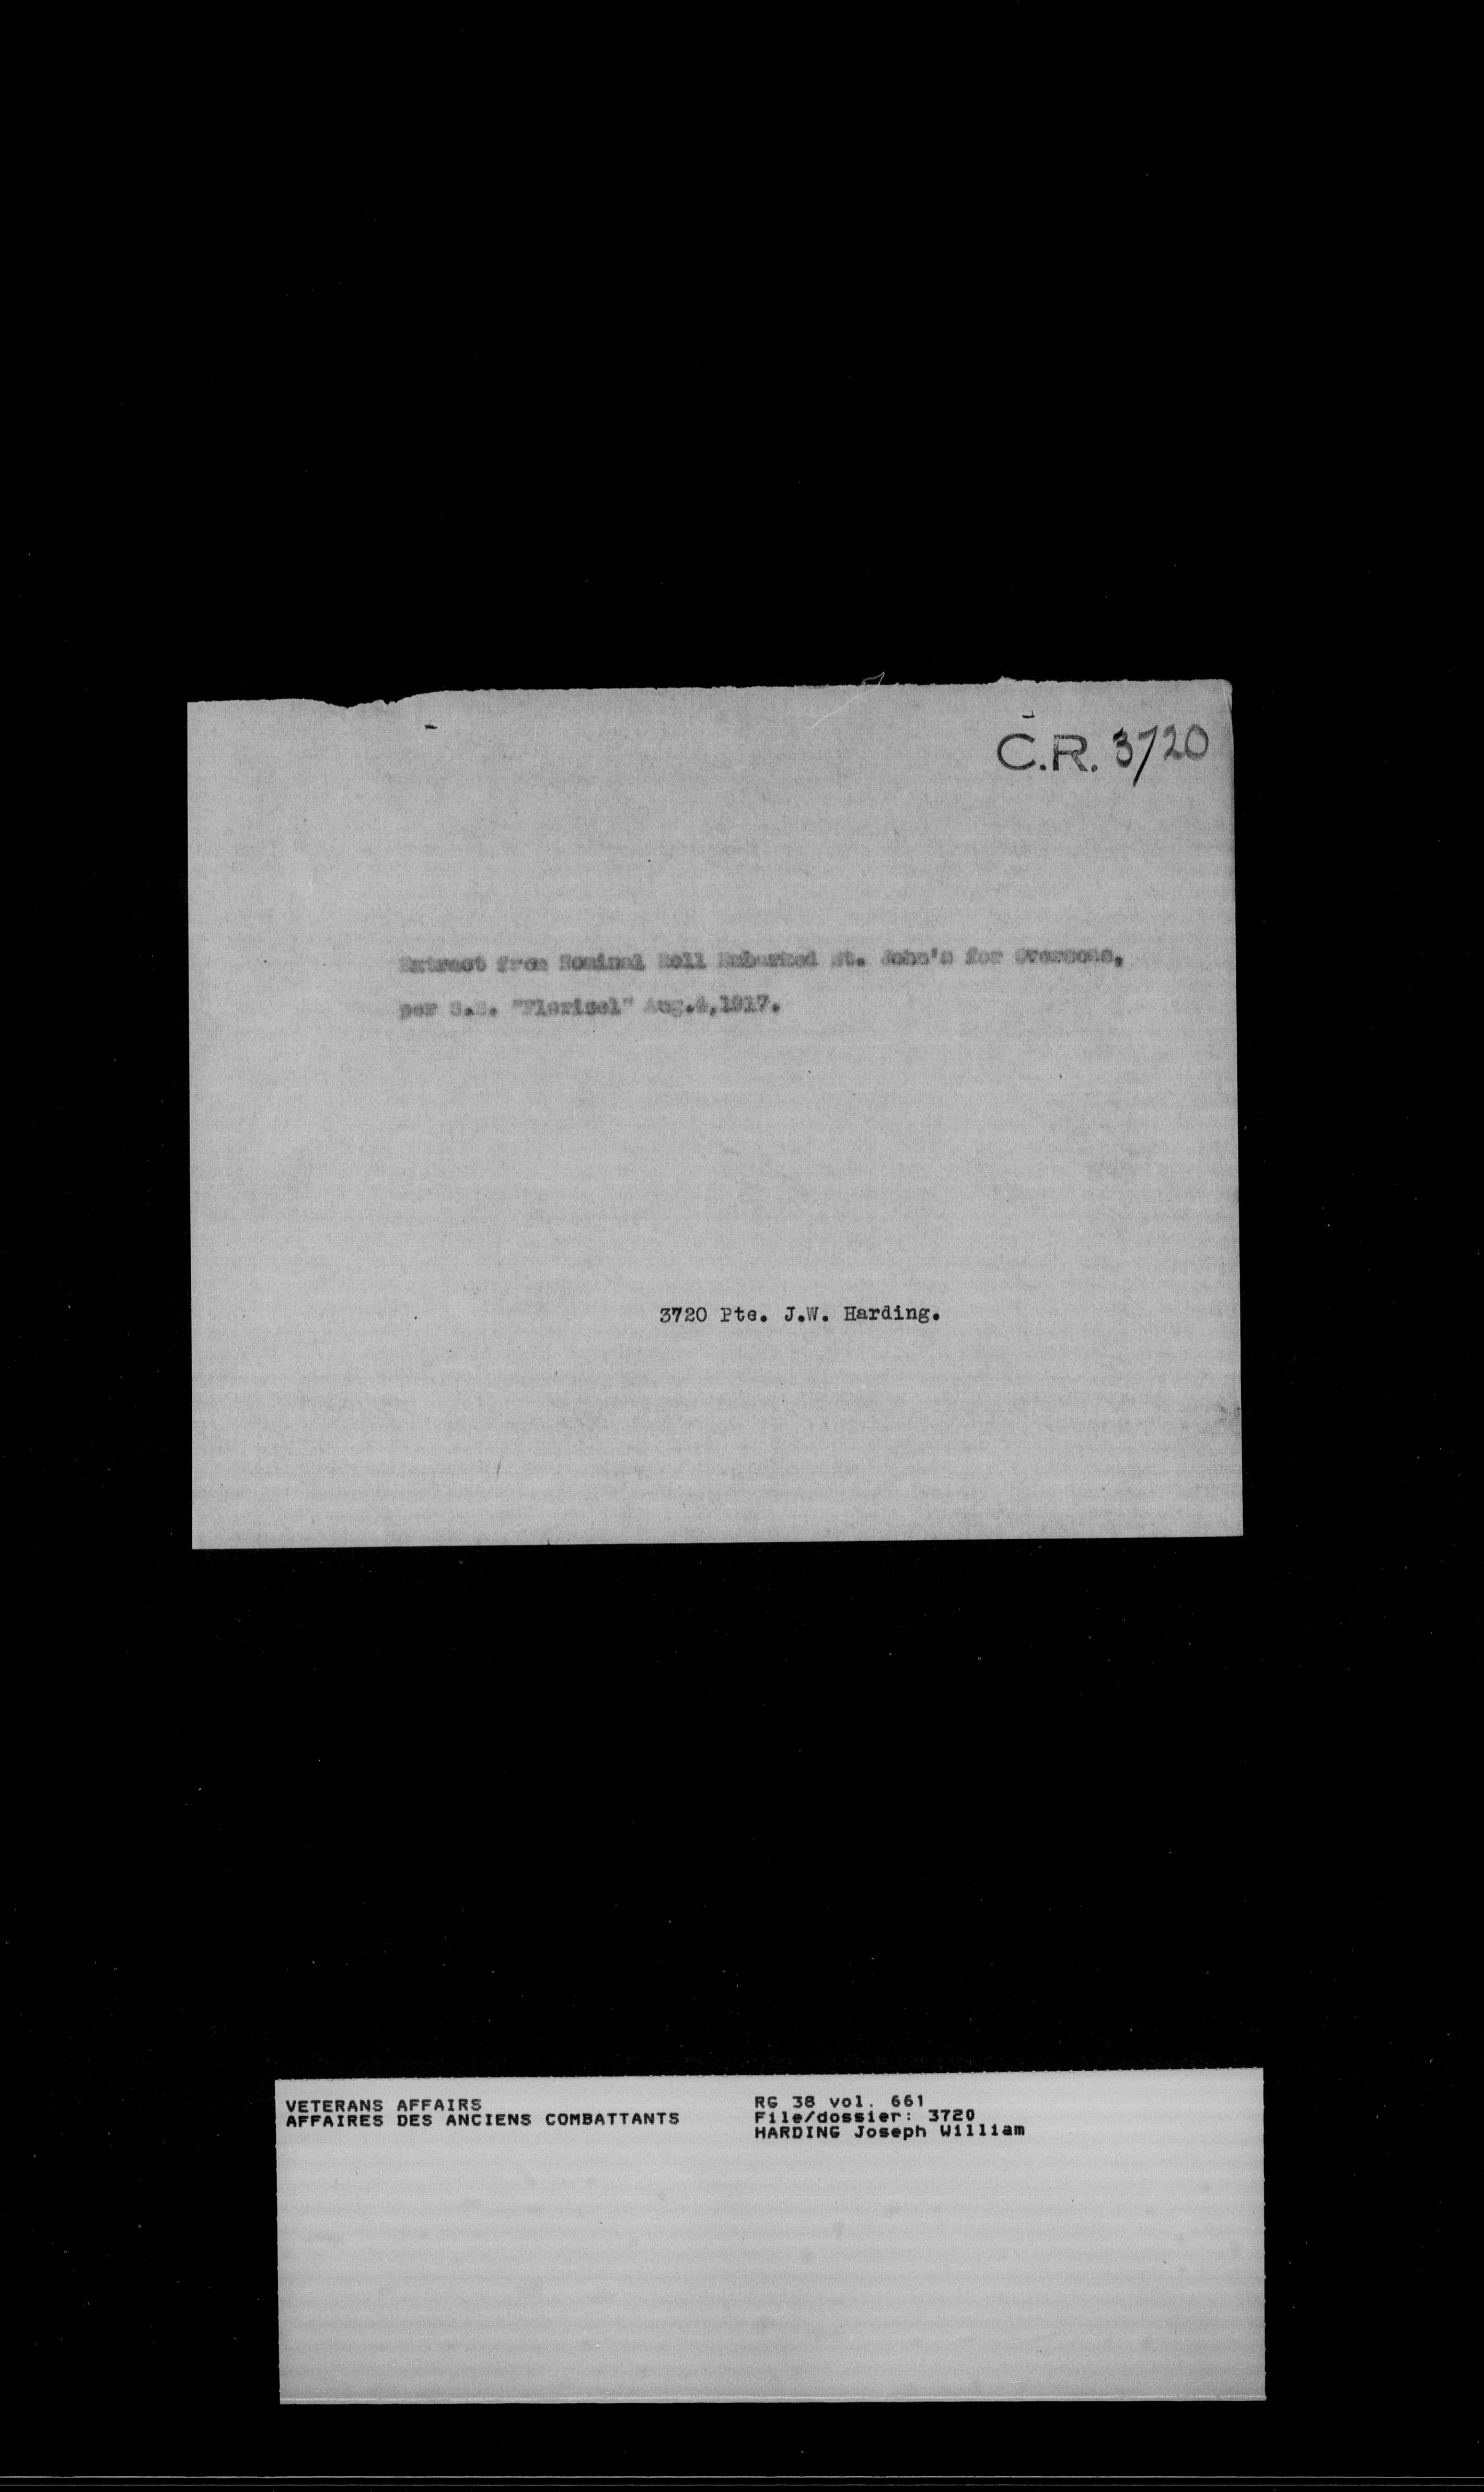 C.R. 3720
Extract from Nominal Roll Embarked St. John's for Overseas,
per S.S. "Florizel" Aug.4,1917.
3720 Pte. J.W. Harding.
VETERANS AFFAIRS
AFFAIRES DES ANCIENS COMBATTANTS
RG 38 vol. 661
File/dossier: 3720
HARDING Joseph William